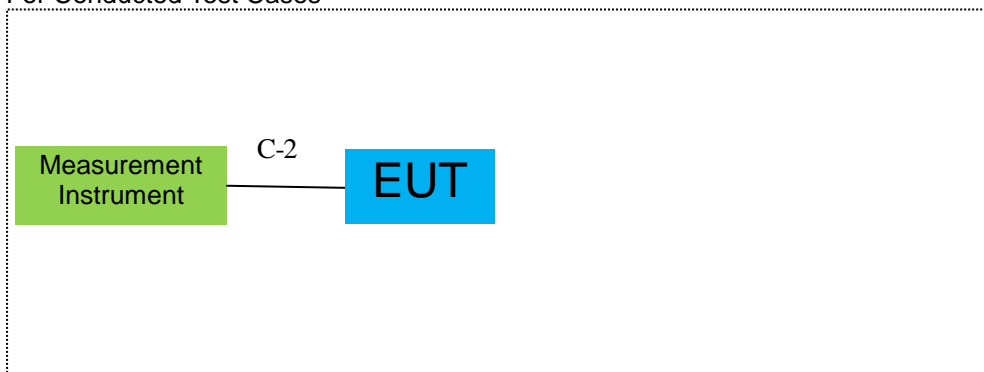 For Conducted Test Cases
C-2
Measurement
Instrument
EUT